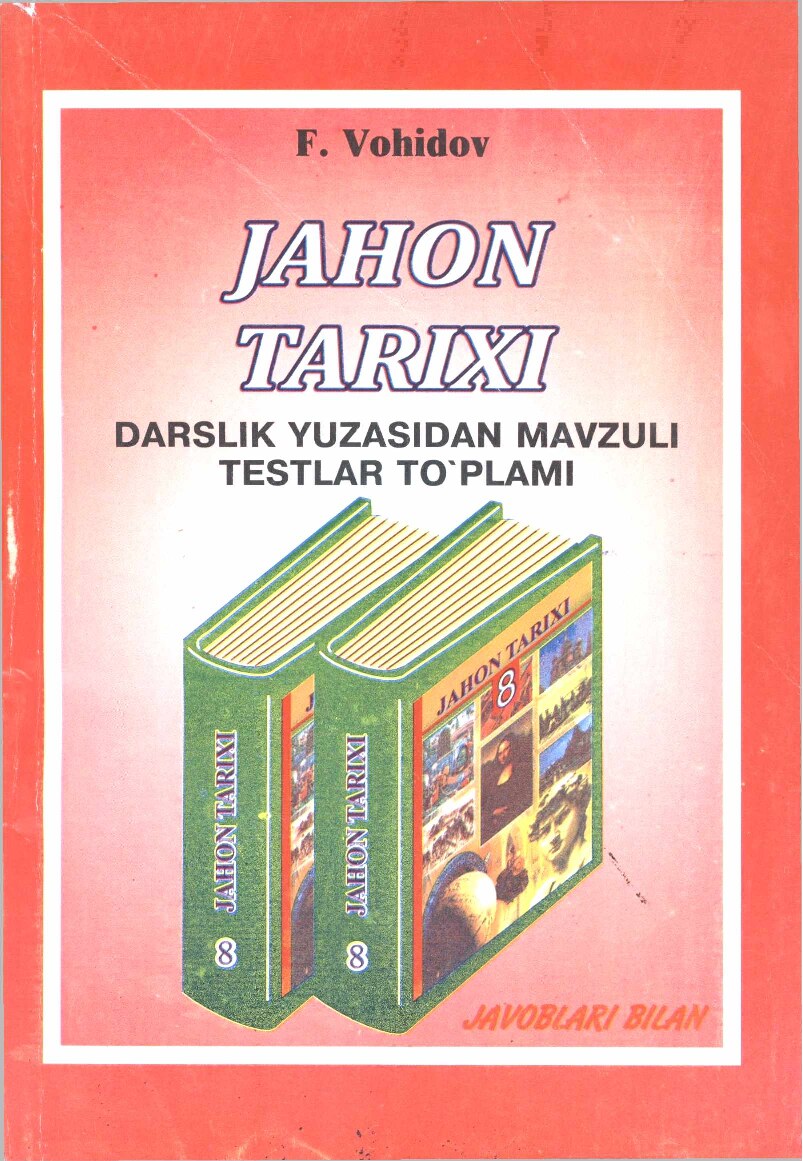 F. Vohidov
JAHON
TARIXI
DARSLIK YUZASIDAN MAVZULI
TESTLAR TO`PLAMI
JAHON TARIXI
8
JAHON TARIXI
8
JAHON TARIXI
8
JAVOBLARI BILAN